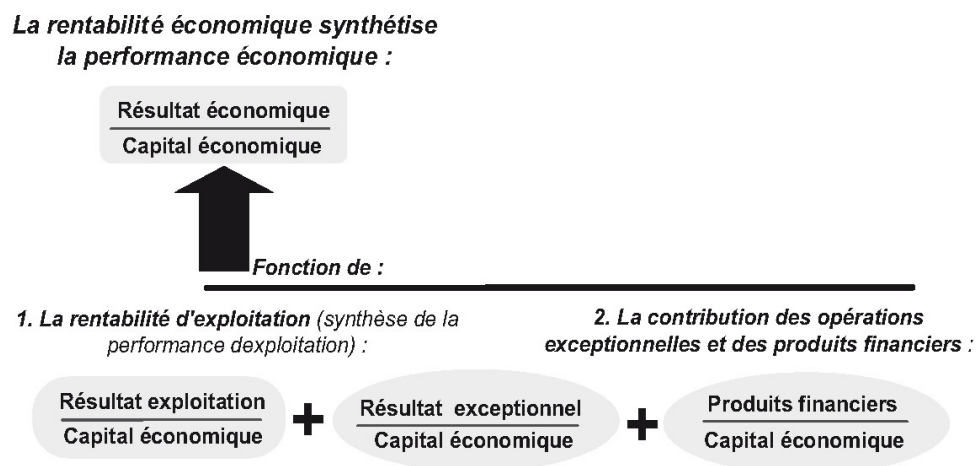 La rentabilité économique synthétise
la performance économique :
Résultat économique
Capital économique
Fonction de :
1. La rentabilité d'exploitation (synthèse de la
performance dexploitation) :
2. La contribution des opérations
exceptionnelles et des produits financiers :
Résultat exploitation
Capital économique
+
Résultat exceptionnel
Capital économique
+
Produits financiers
Capital économique